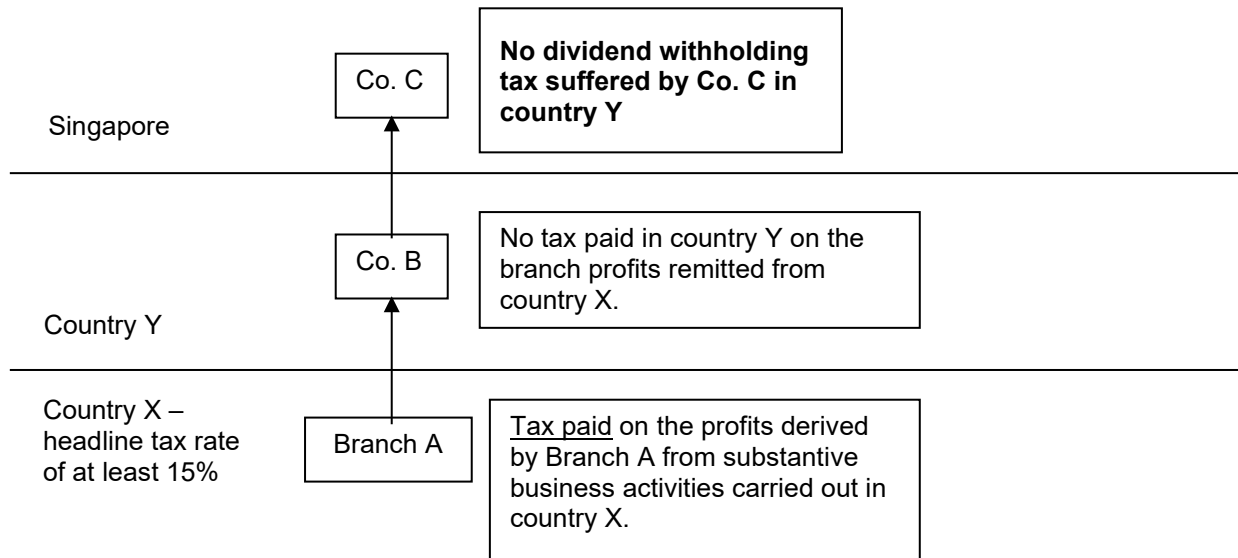 Co. C
No dividend withholding
tax suffered by Co. C in
country Y
Singapore
Co. B
No tax paid in country Y on the
branch profits remitted from
country X.
Country Y
Country X –
headline tax rate
of at least 15%
Branch A
Tax paid on the profits derived
by Branch A from substantive
business activities carried out in
country X.